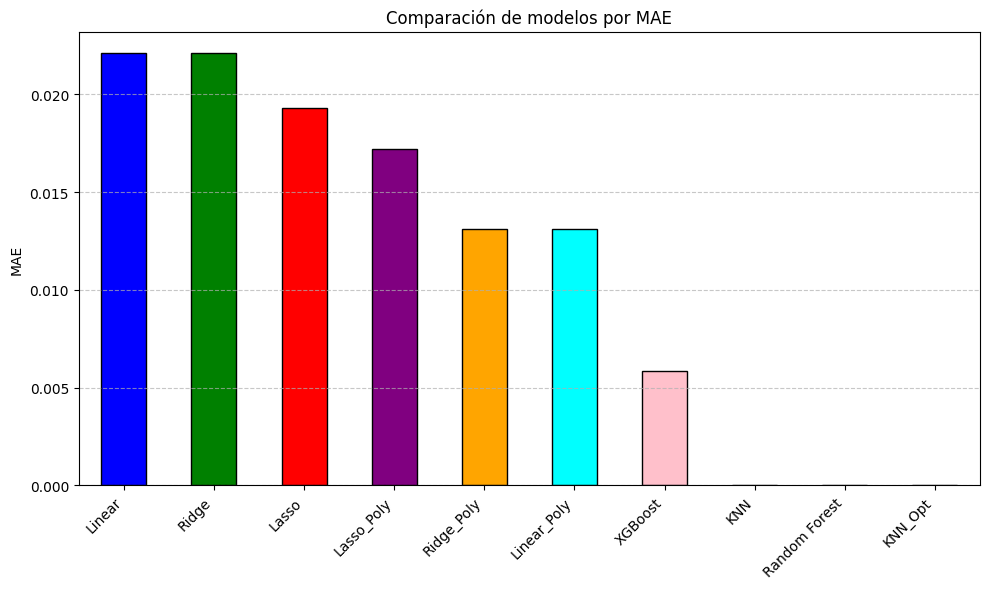 Comparación de modelos por MAE
MAE
0.020
0.015
0.010
0.005
0.000
Linear
Ridge
Lasso
Lasso_Poly
Ridge_Poly
Linear_Poly
XGBoost
KNN
Random Forest
KNN_Opt